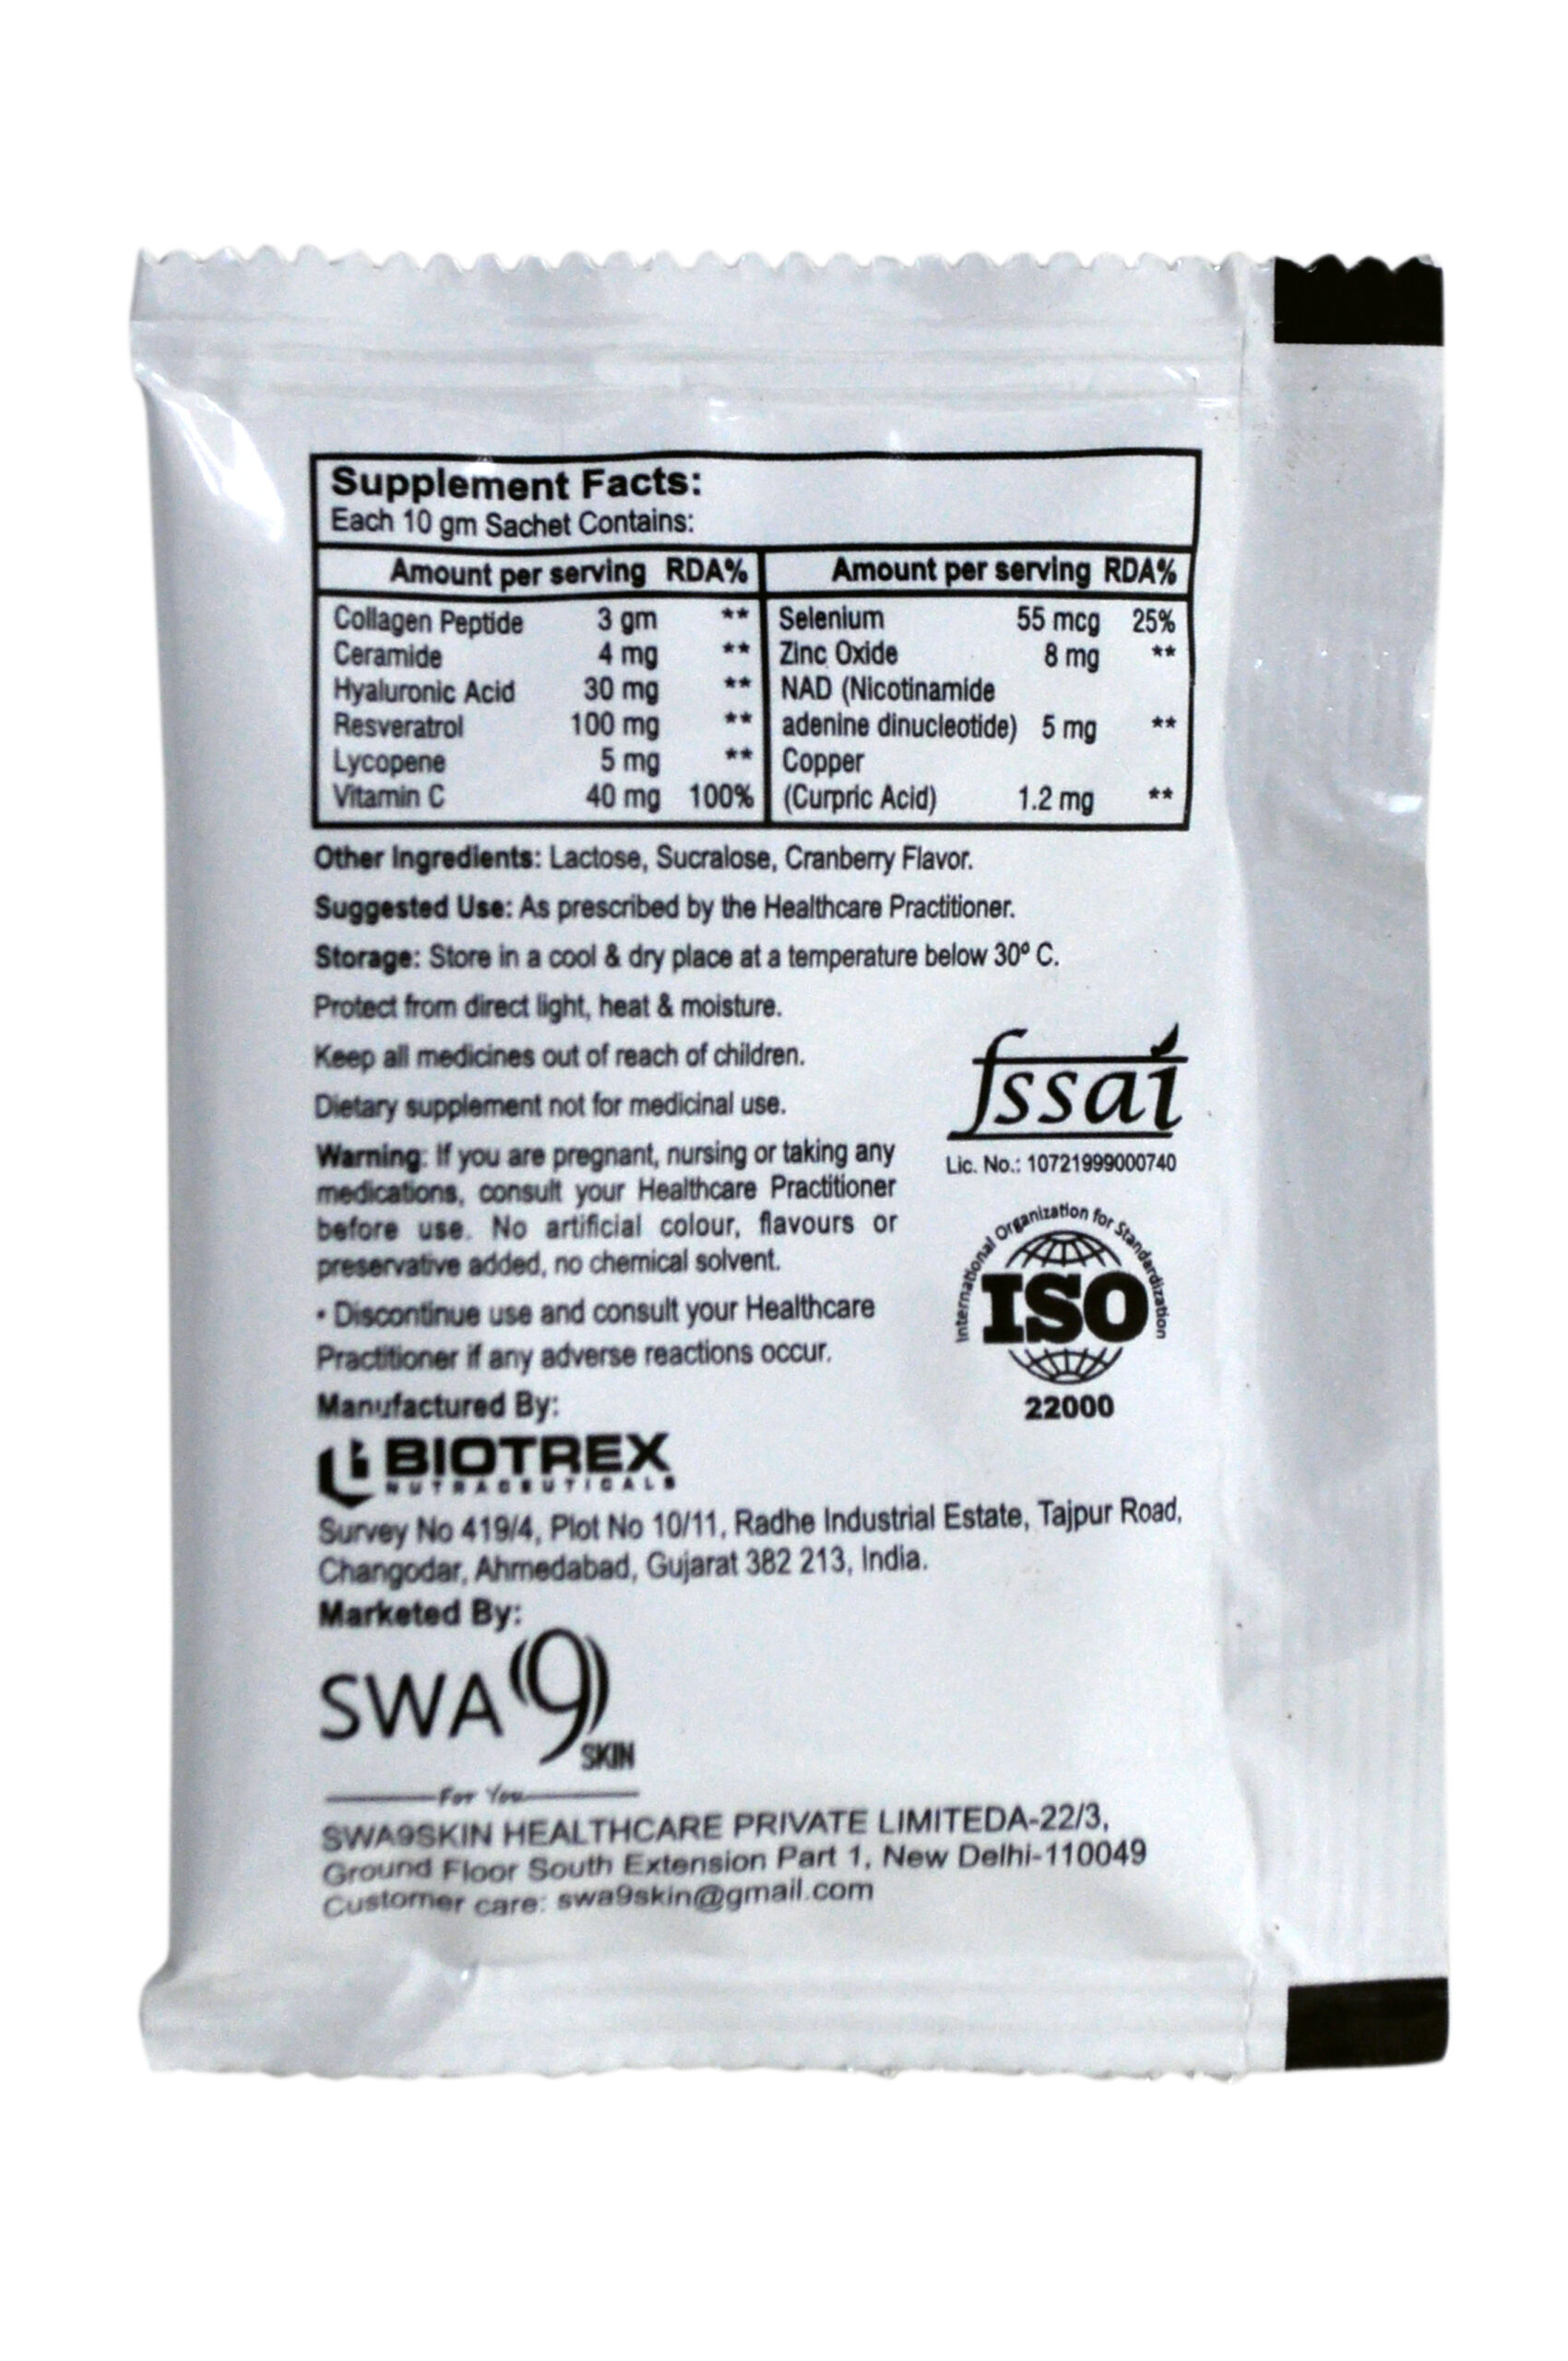 Supplement Facts:
Each 10 gm Sachet Contains:
Amount per serving RDA%
Collagen Peptide 3 gm **
Ceramide 4 mg **
Hyaluronic Acid 30 mg **
Resveratrol 100 mg **
Lycopene 5 mg **
Vitamin C 40 mg 100%
Amount per serving RDA%
Selenium 55 mcg 25%
Zinc Oxide 8 mg **
NAD (Nicotinamide
adenine dinucleotide) 5 mg **
Copper
(Curpric Acid) 1.2 mg **
Other Ingredients: Lactose, Sucralose, Cranberry Flavor.
Suggested Use: As prescribed by the Healthcare Practitioner.
Storage: Store in a cool & dry place at a temperature below 30º C.
Protect from direct light, heat & moisture.
Keep all medicines out of reach of children.
Dietary supplement not for medicinal use.
Warning: If you are pregnant, nursing or taking any
medications, consult your Healthcare Practitioner
before use. No artificial colour, flavours or
preservative added, no chemical solvent.
• Discontinue use and consult your Healthcare
Practitioner if any adverse reactions occur.
fssai
Lic. No.: 10721999000740
International Organization for Standardization
ISO
22000
Manufactured By:
BIOTREX
NUTRACEUTICALS
Survey No 419/4, Plot No 10/11, Radhe Industrial Estate, Tajpur Road,
Changodar, Ahmedabad, Gujarat 382 213, India.
Marketed By:
SWA9
SKIN
For You
SWA9SKIN HEALTHCARE PRIVATE LIMITEDA-22/3,
Ground Floor South Extension Part 1, New Delhi-110049
Customer care: swa9skin@gmail.com